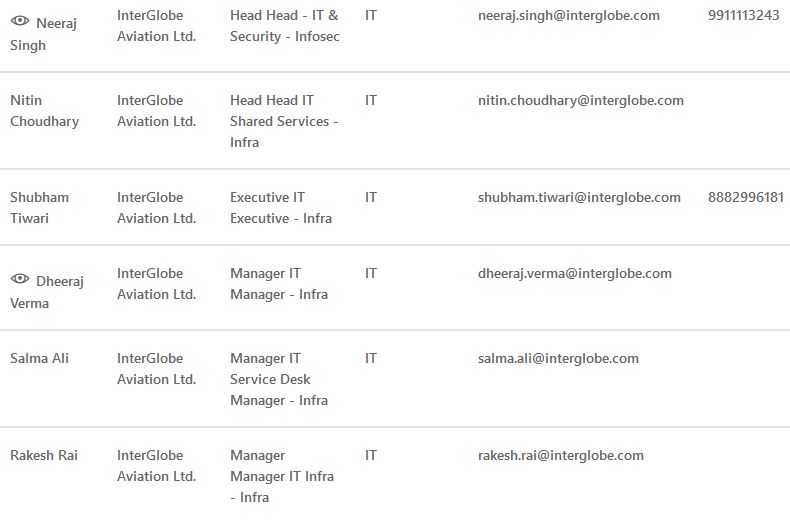 Neeraj Singh InterGlobe Aviation Ltd. Head Head - IT & Security - Infosec IT neeraj.singh@interglobe.com 9911113243
Nitin Choudhary InterGlobe Aviation Ltd. Head Head IT Shared Services - Infra IT nitin.choudhary@interglobe.com
Shubham Tiwari InterGlobe Aviation Ltd. Executive IT Executive - Infra IT shubham.tiwari@interglobe.com 8882996181
Dheeraj Verma InterGlobe Aviation Ltd. Manager IT Manager - Infra IT dheeraj.verma@interglobe.com
Salma Ali InterGlobe Aviation Ltd. Manager IT Service Desk Manager - Infra IT salma.ali@interglobe.com
Rakesh Rai InterGlobe Aviation Ltd. Manager Manager IT Infra - Infra IT rakesh.rai@interglobe.com